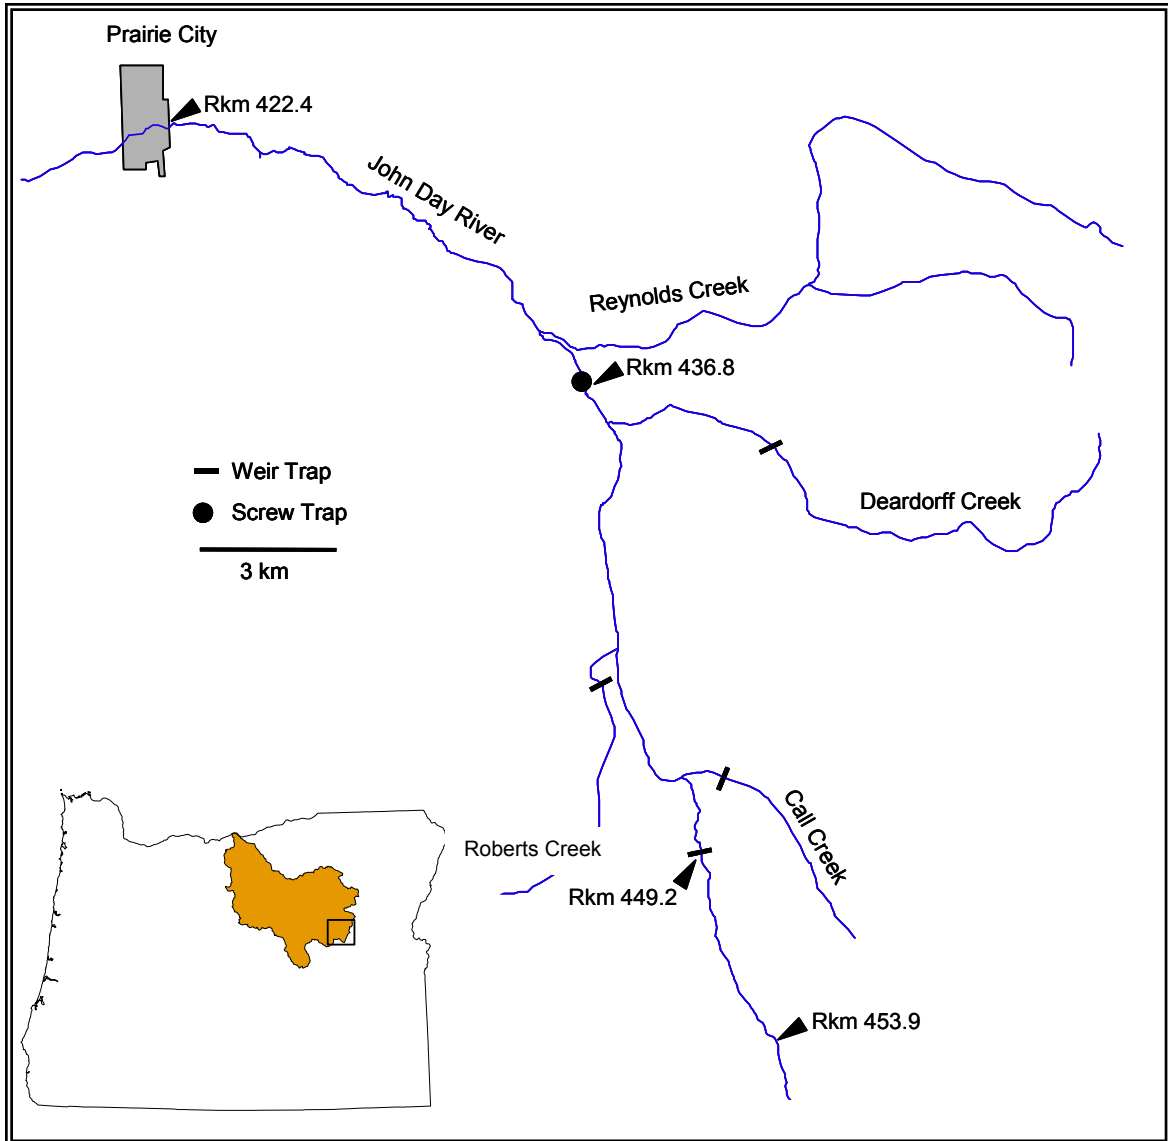 Prairie City
Rkm 422.4
John Day River
Reynolds Creek
Rkm 436.8
Weir Trap
Deardorff Creek
Screw Trap
3 km
Call Creek
Roberts Creek
Rkm 449.2
Rkm 453.9